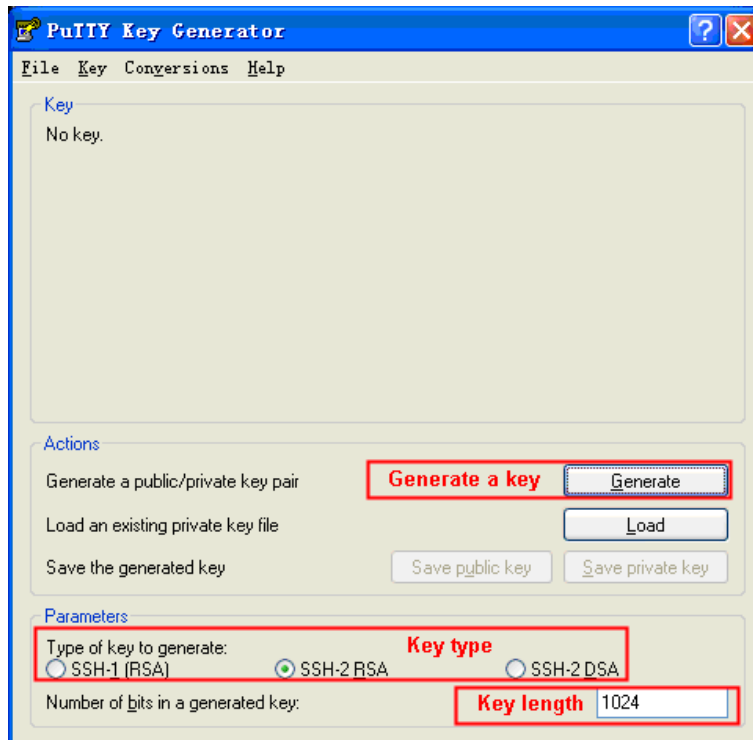 PuTTY Key Generator
File Key Conversions Help
Key
No key.
Actions
Generate a public/private key pair Generate a key Generate
Load an existing private key file Load
Save the generated key Save public key Save private key
Parameters
Type of key to generate: Key type
SSH-1 (RSA) SSH-2 RSA SSH-2 DSA
Number of bits in a generated key: Key length 1024